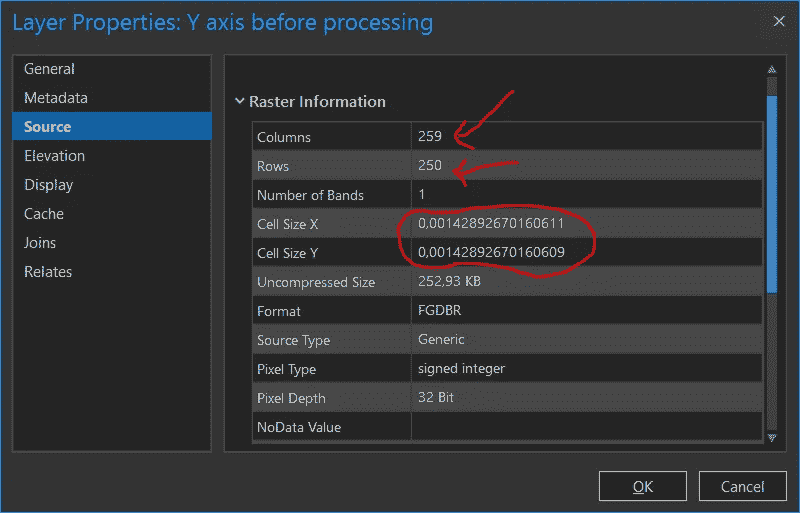 Layer Properties: Y axis before processing
General
Metadata
Source
Elevation
Display
Cache
Joins
Relates
Raster Information
Columns 259
Rows 250
Number of Bands 1
Cell Size X 0,00142892670160611
Cell Size Y 0,00142892670160609
Uncompressed Size 252,93 KB
Format FGDBR
Source Type Generic
Pixel Type signed integer
Pixel Depth 32 Bit
NoData Value
OK Cancel